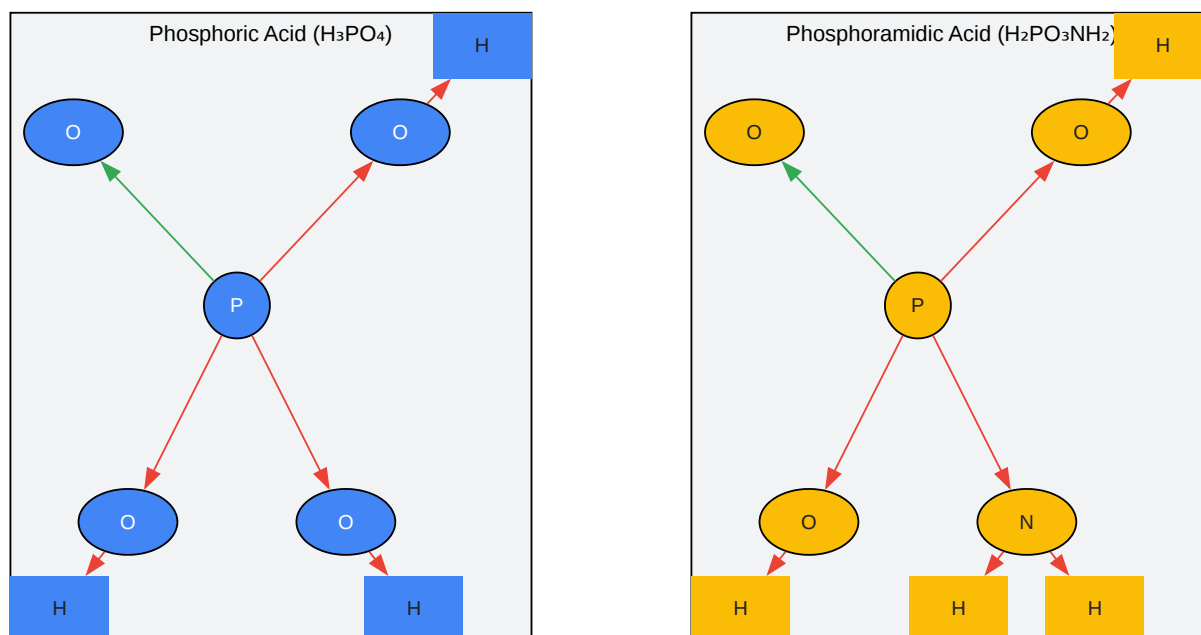 Phosphoric Acid (H₃PO₄)
H
O
O
P
O
O
H
H
Phosphoramidic Acid (H₂PO₃NH₂)
H
O
O
P
O
N
H
H
H